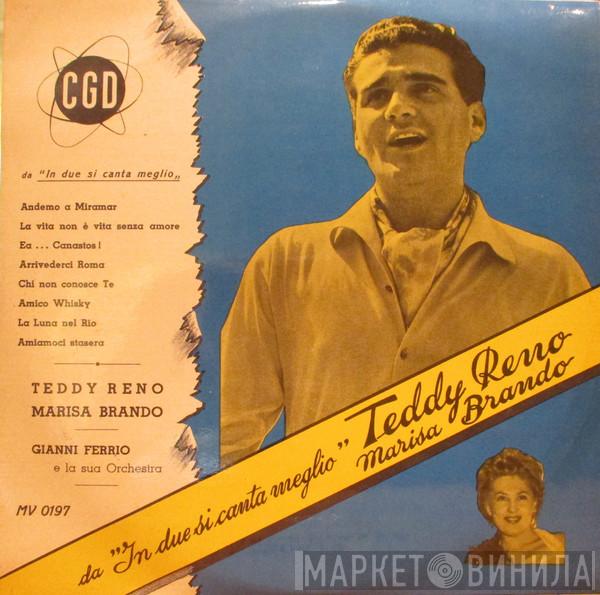 CGD
da "In due si canta meglio„
Andemo a Miramar
La vita non è vita senza amore
Ea ... Canastos!
Arrivederci Roma
Chi non conosce Te
Amico Whisky
La Luna nel Rio
Amiamoci stasera
TEDDY RENO
MARISA BRANDO
GIANNI FERRIO
e la sua Orchestra
MV 0197
da "In due si canta meglio"
Teddy Reno
Marisa Brando
МАРКЕТ ВИНИЛА